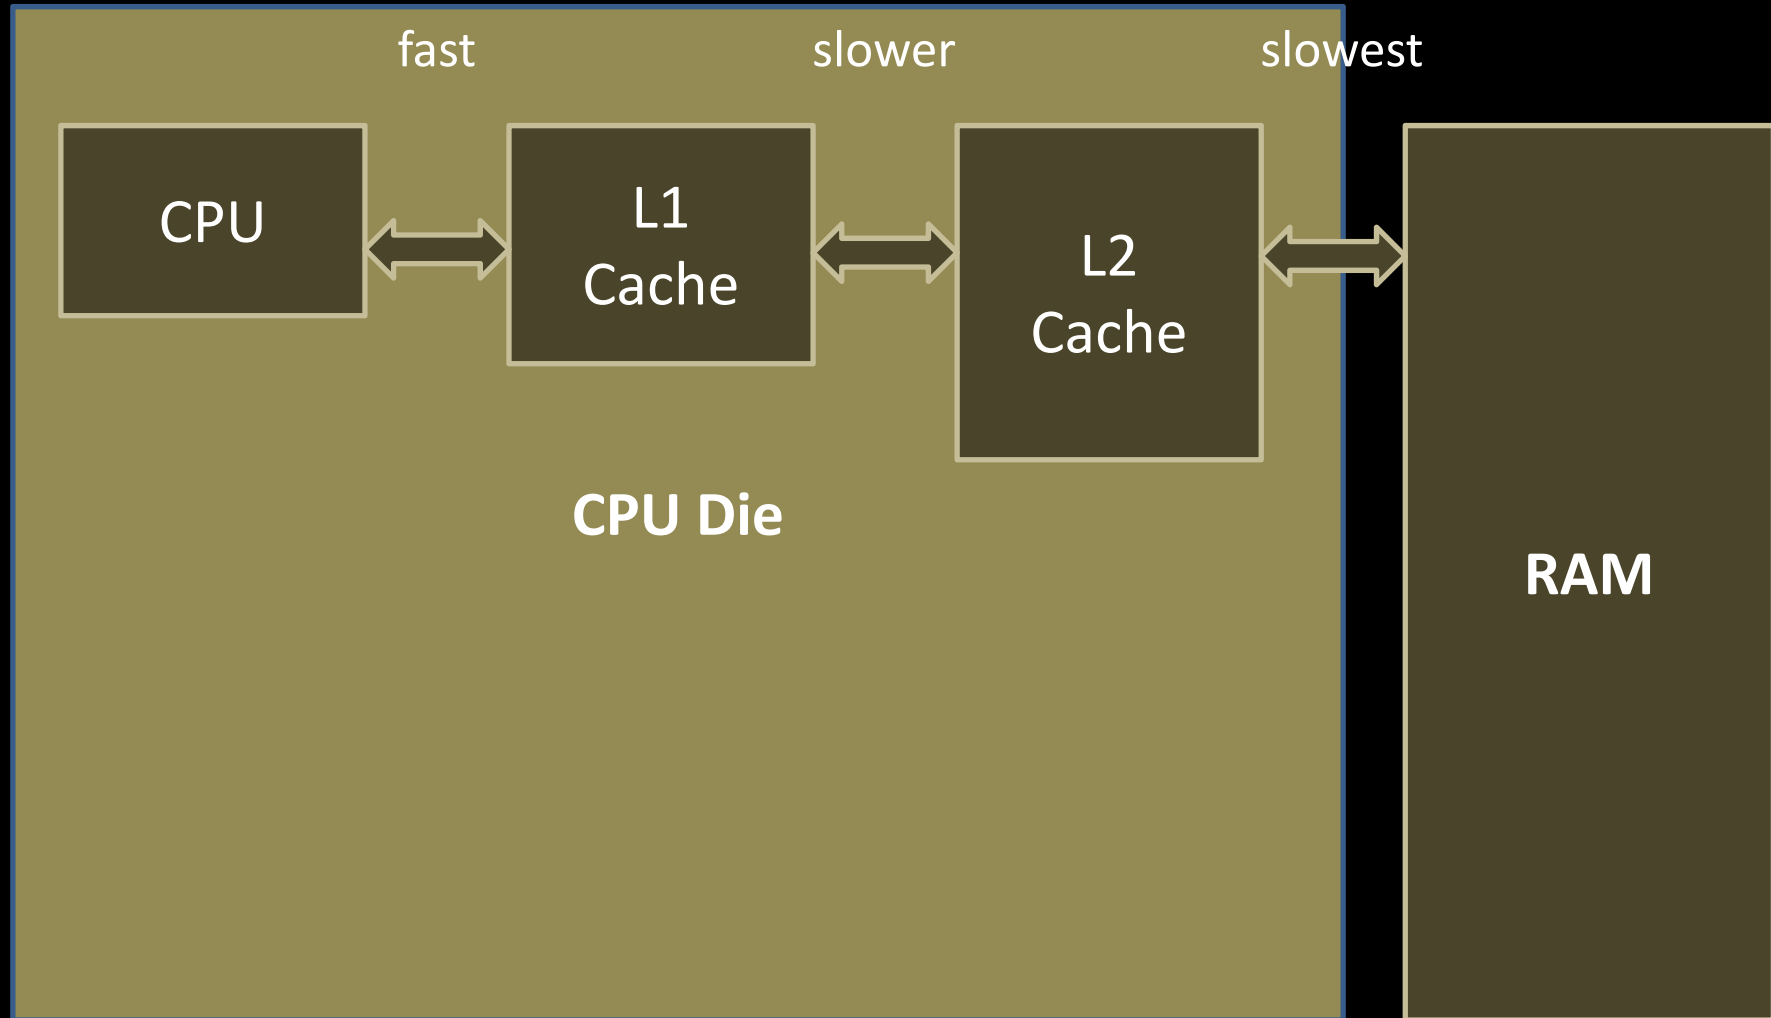 fast
slower
slowest
CPU
L1
Cache
L2
Cache
CPU Die
RAM